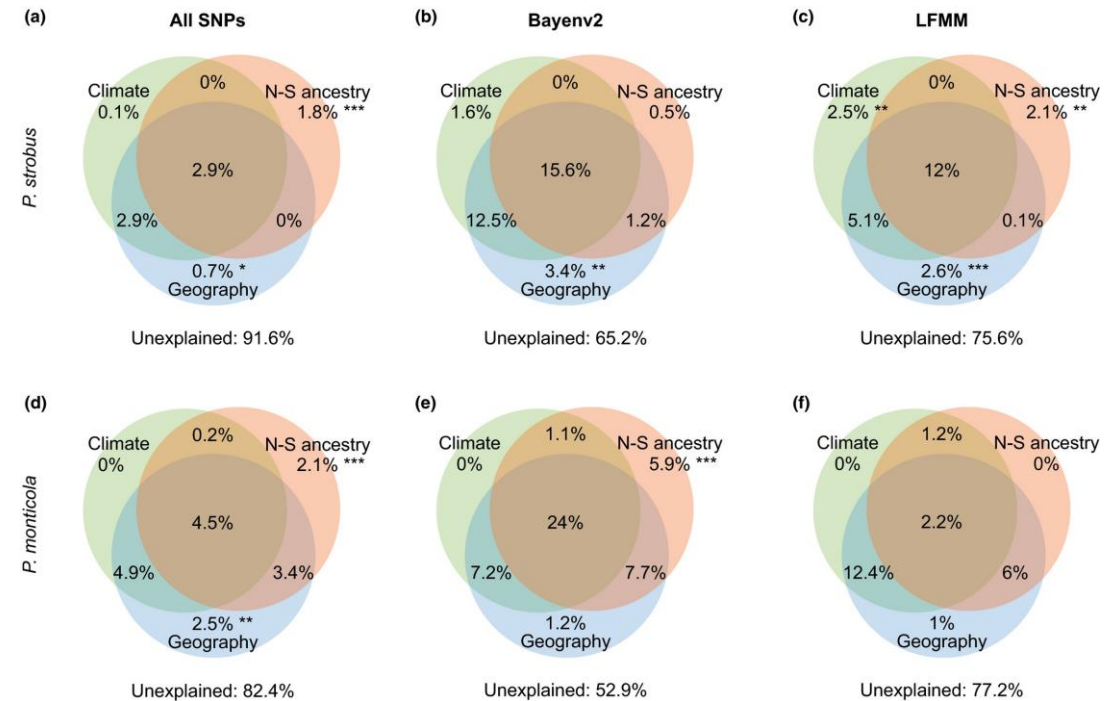 (a) All SNPs (b) Bayenv2 (c) LFMM
P. strobus
Climate 0% N-S ancestry
0.1% 1.8% ***
2.9%
2.9% 0%
0.7% *
Geography
Unexplained: 91.6%
Climate 0% N-S ancestry
1.6% 0.5%
15.6%
12.5% 1.2%
3.4% **
Geography
Unexplained: 65.2%
Climate 0% N-S ancestry
2.5% ** 2.1% **
12%
5.1% 0.1%
2.6% ***
Geography
Unexplained: 75.6%
P. monticola
(d)
Climate 0.2% N-S ancestry
0% 2.1% ***
4.5%
4.9% 3.4%
2.5% **
Geography
Unexplained: 82.4%
(e)
Climate 1.1% N-S ancestry
0% 5.9% ***
24%
7.2% 7.7%
1.2%
Geography
Unexplained: 52.9%
(f)
Climate 1.2% N-S ancestry
0% 0%
2.2%
12.4% 6%
1%
Geography
Unexplained: 77.2%